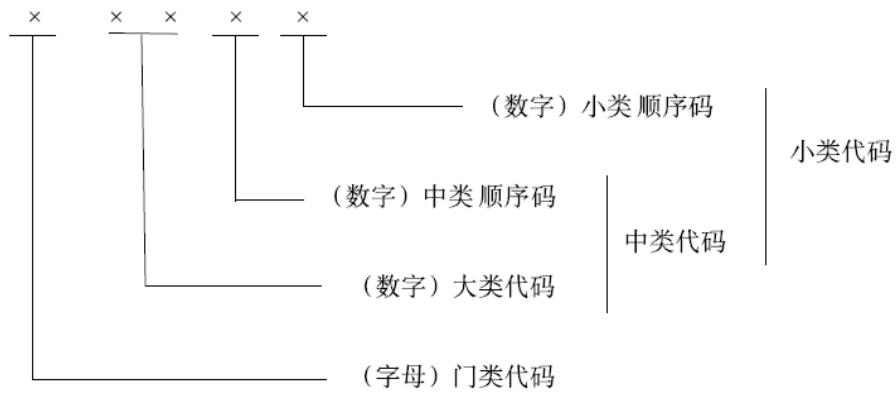 × × × × ×
（数字）小类 顺序码
小类代码
（数字）中类 顺序码
中类代码
（数字）大类代码
（字母）门类代码